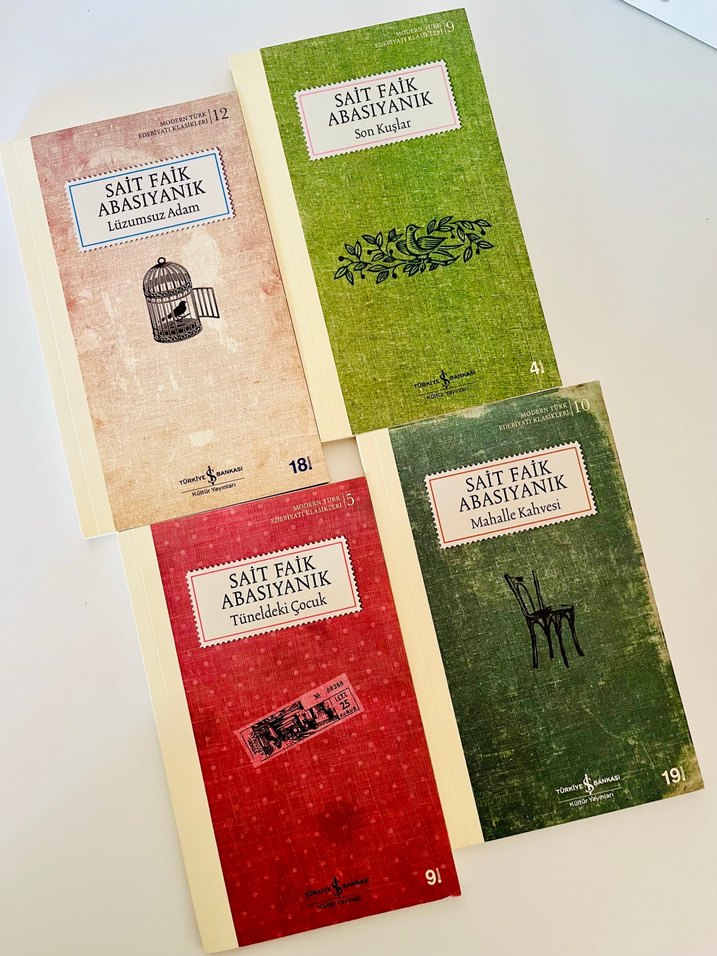 MODERN TÜRK
EDEBİYATI KLASİKLERİ | 12
SAİT FAİK
ABASIYANIK
Lüzumsuz Adam
TÜRKİYE İŞ BANKASI
Kültür Yayınları
18
MODERN TÜRK
EDEBİYATI KLASİKLERİ | 9
SAİT FAİK
ABASIYANIK
Son Kuşlar
TÜRKİYE İŞ BANKASI
Kültür Yayınları
4
MODERN TÜRK
EDEBİYATI KLASİKLERİ | 5
SAİT FAİK
ABASIYANIK
Tüneldeki Çocuk
25
TÜRKİYE İŞ BANKASI
Kültür Yayınları
9
MODERN TÜRK
EDEBİYATI KLASİKLERİ | 10
SAİT FAİK
ABASIYANIK
Mahalle Kahvesi
TÜRKİYE İŞ BANKASI
Kültür Yayınları
19